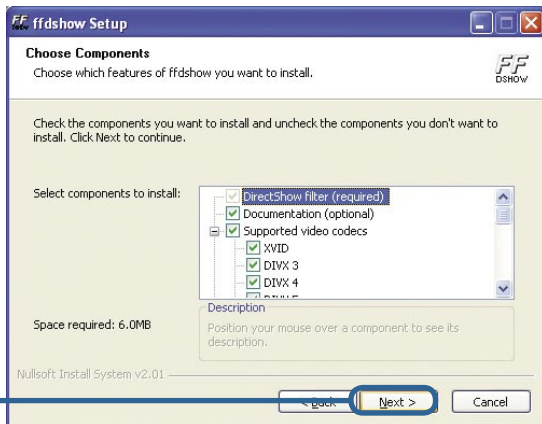 ffdshow Setup
Choose Components
Choose which features of ffdshow you want to install.
FF
DSHOW
Check the components you want to install and uncheck the components you don't want to
install. Click Next to continue.
Select components to install:
DirectShow filter (required)
Documentation (optional)
Supported video codecs
XVID
DIVX 3
DIVX 4
Space required: 6.0MB
Description
Position your mouse over a component to see its
description.
Nullsoft Install System v2.01
< Back
Next >
Cancel